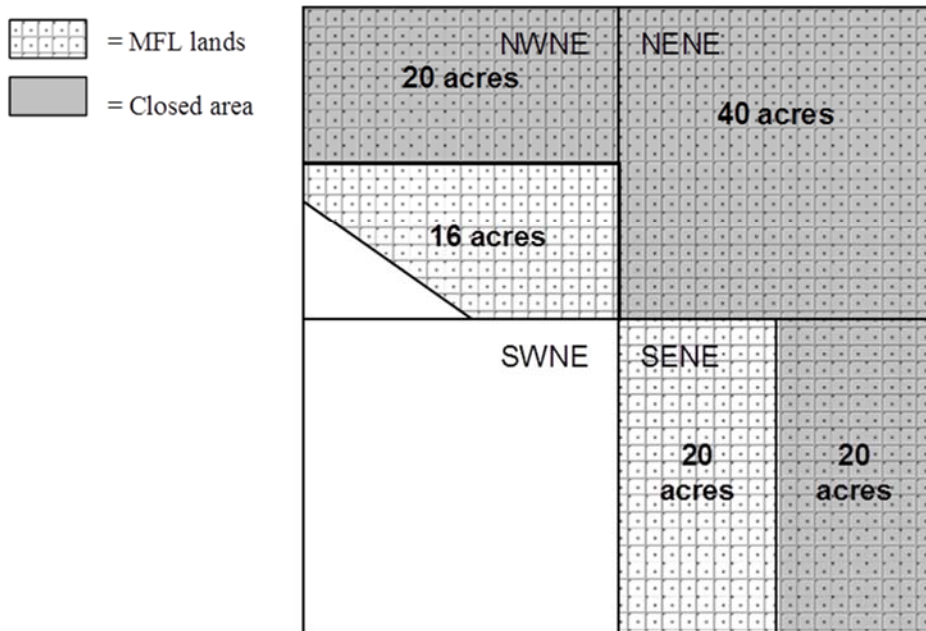 = MFL lands
= Closed area
NWNE
20 acres
NENE
40 acres
16 acres
SWNE
SENE
20
acres
20
acres